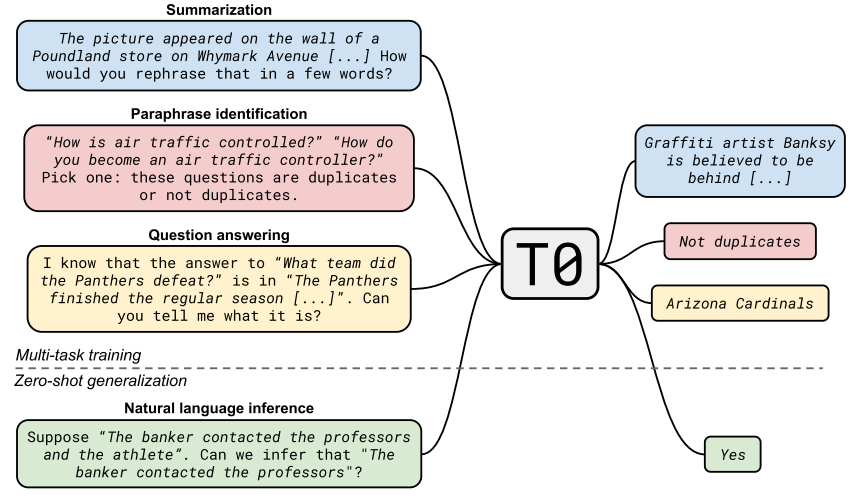 Summarization
The picture appeared on the wall of a
Poundland store on Whymark Avenue [...] How
would you rephrase that in a few words?
Paraphrase identification
“How is air traffic controlled?” “How do
you become an air traffic controller?”
Pick one: these questions are duplicates
or not duplicates.
Question answering
I know that the answer to “What team did
the Panthers defeat?” is in “The Panthers
finished the regular season [...]”. Can
you tell me what it is?
Multi-task training
Zero-shot generalization
Natural language inference
Suppose “The banker contacted the professors
and the athlete”. Can we infer that "The
banker contacted the professors"?
T0
Graffiti artist Banksy
is believed to be
behind [...]
Not duplicates
Arizona Cardinals
Yes